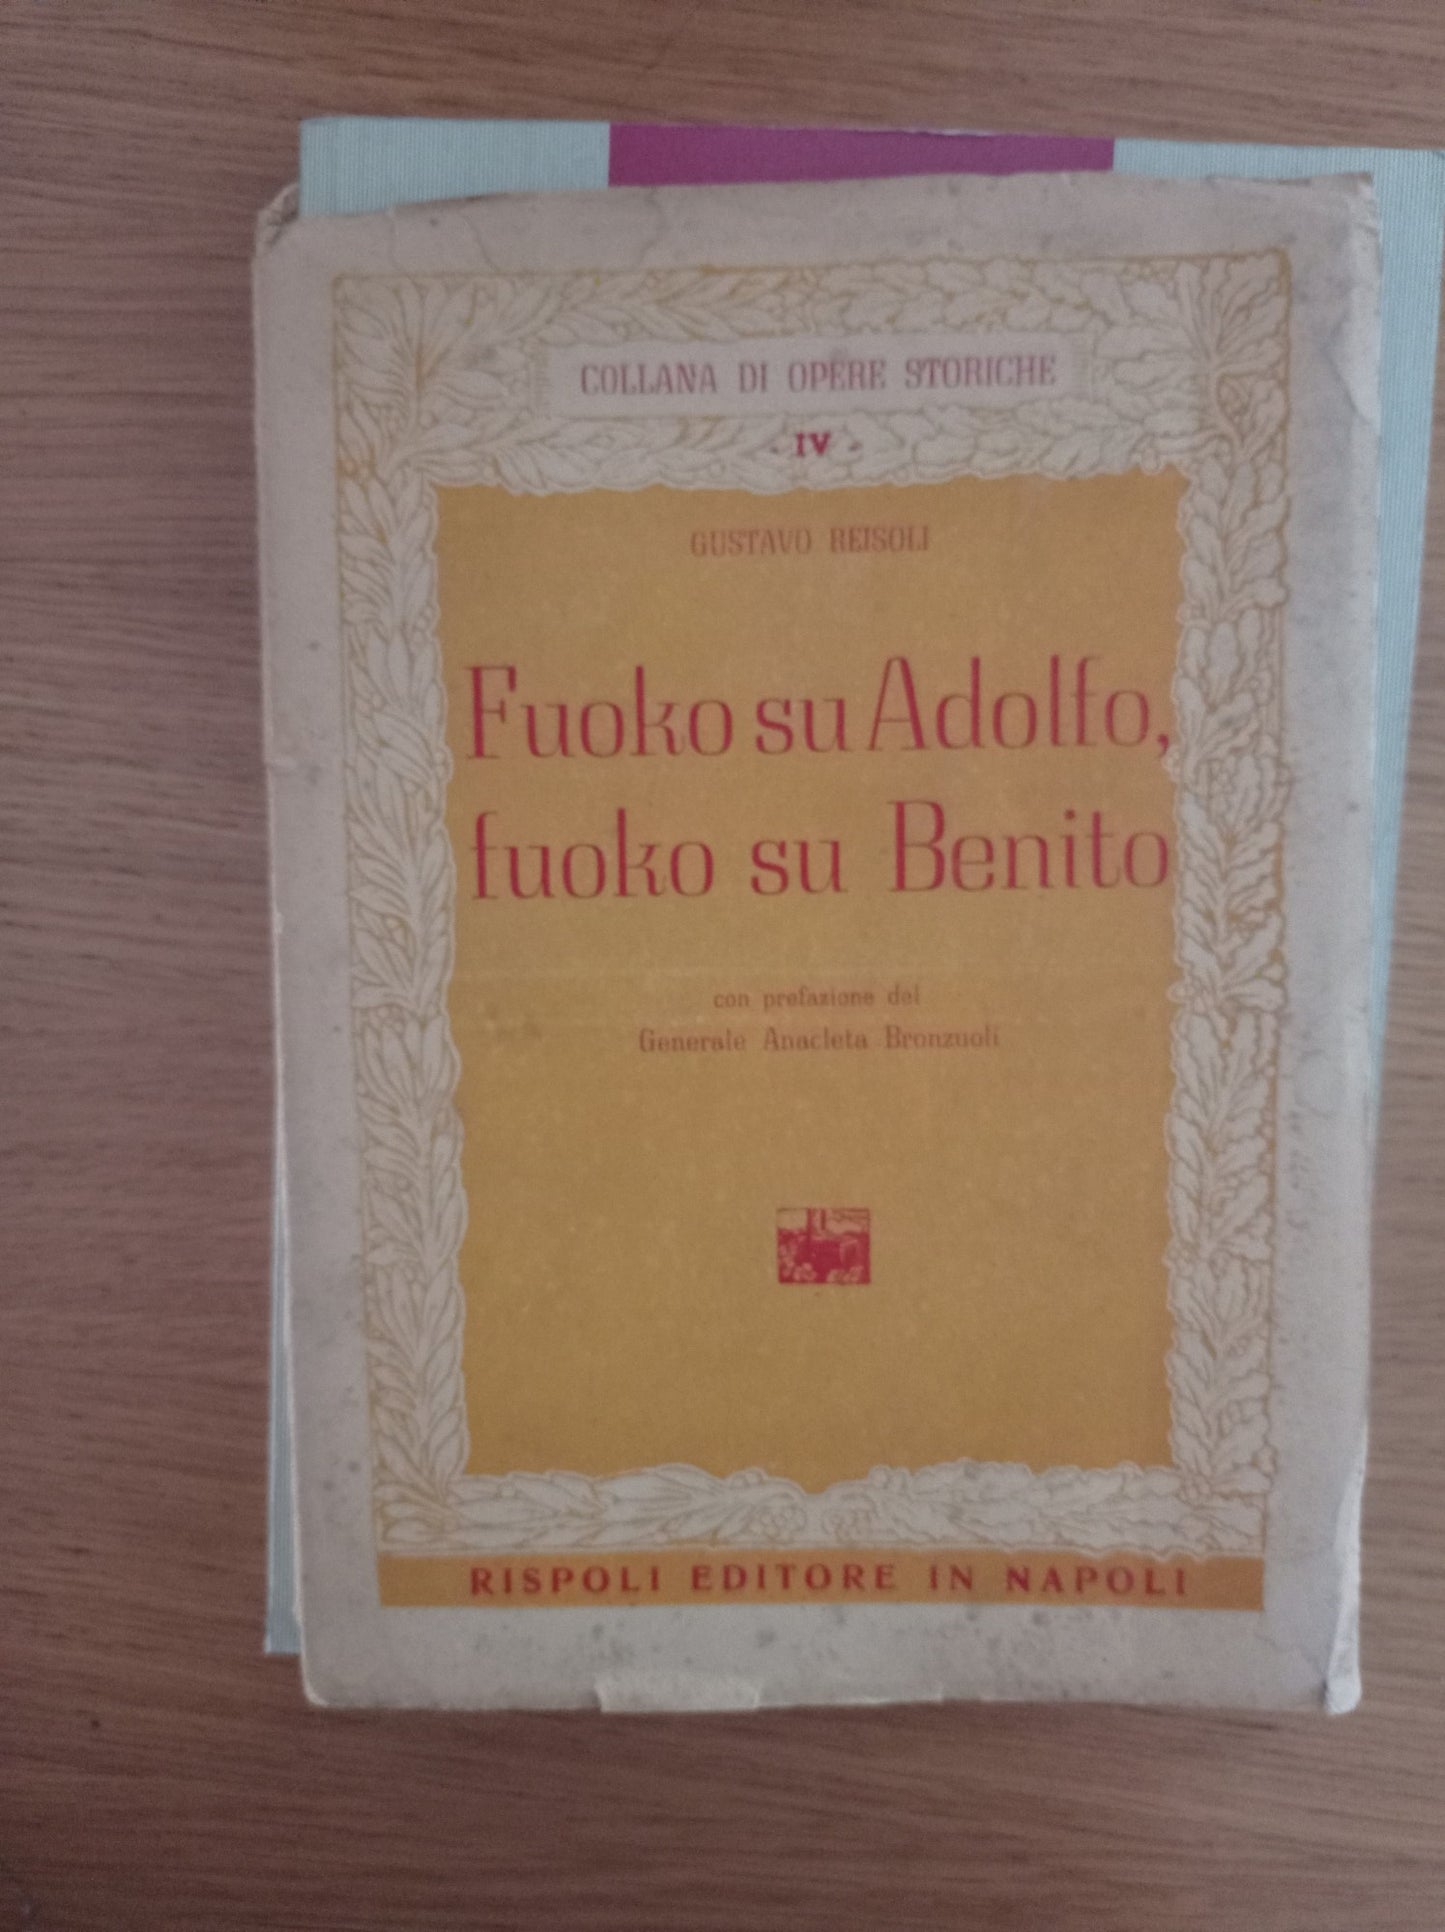 COLLANA DI OPERE STORICHE
- IV -
GUSTAVO REISOLI
Fuoko su Adolfo,
fuoko su Benito
con prefazione del
Generale Anacleta Bronzuoli
RISPOLI EDITORE IN NAPOLI